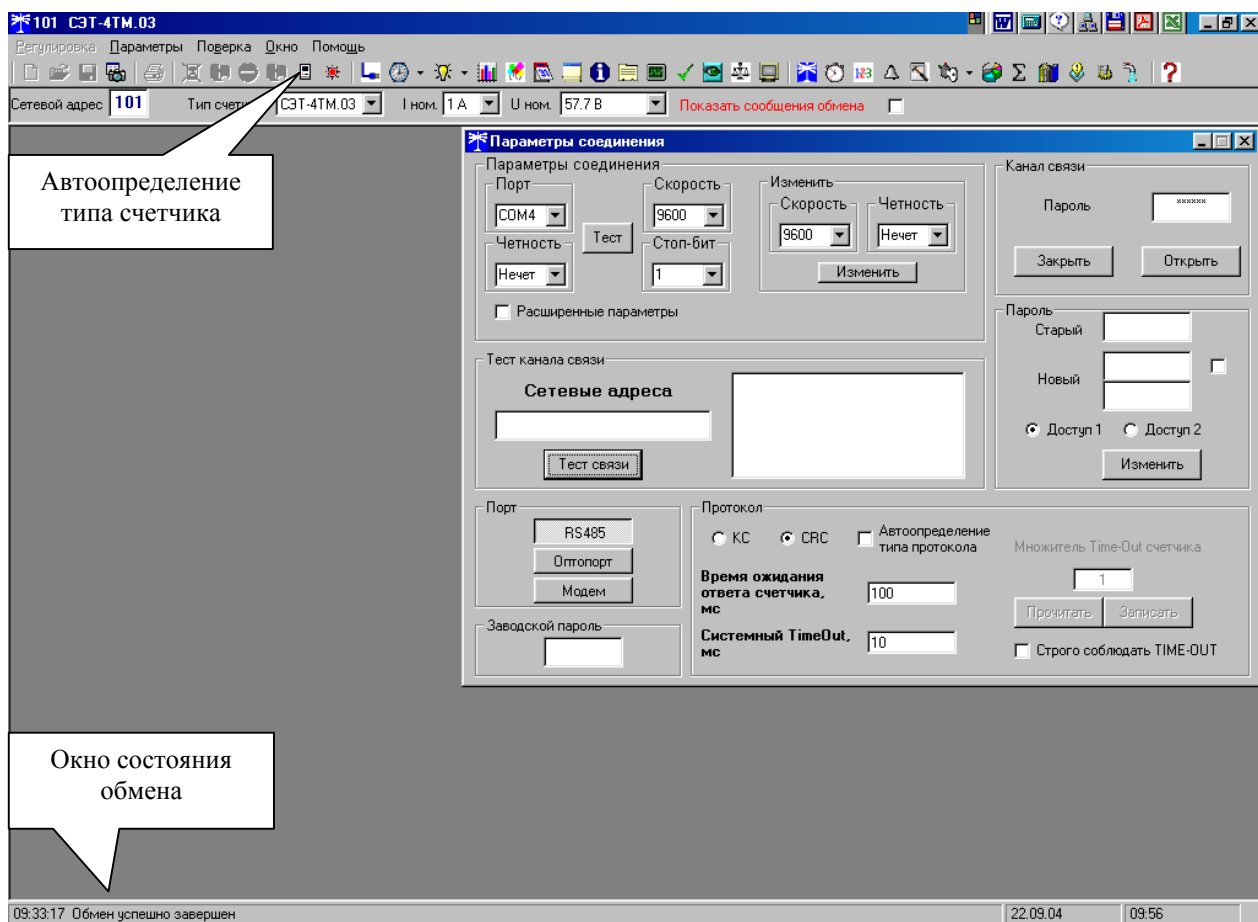 101 СЭТ-4ТМ.03
Регулировка Параметры Поверка Окно Помощь
Сетевой адрес 101 Тип счет СЭТ-4ТМ.03 I ном. 1 А U ном. 57.7 В Показать сообщения обмена
Автоопределение
типа счетчика
Параметры соединения
Параметры соединения
Порт
COM4
Четность
Нечет
Тест
Скорость
9600
Стоп-бит
1
Изменить
Скорость
9600
Четность
Нечет
Изменить
Расширенные параметры
Канал связи
Пароль ******
Закрыть Открыть
Тест канала связи
Сетевые адреса
Тест связи
Пароль
Старый
Новый
Доступ 1 Доступ 2
Изменить
Порт
RS485
Оптопорт
Модем
Заводской пароль
Протокол
КС CRC
Автоопределение
типа протокола
Время ожидания
ответа счетчика,
мс
100
Системный TimeOut,
мс
10
Множитель Time-Out счетчика
1
Прочитать Записать
Строго соблюдать TIME-OUT
Окно состояния
обмена
09:33:17 Обмен успешно завершен 22.09.04 09:56